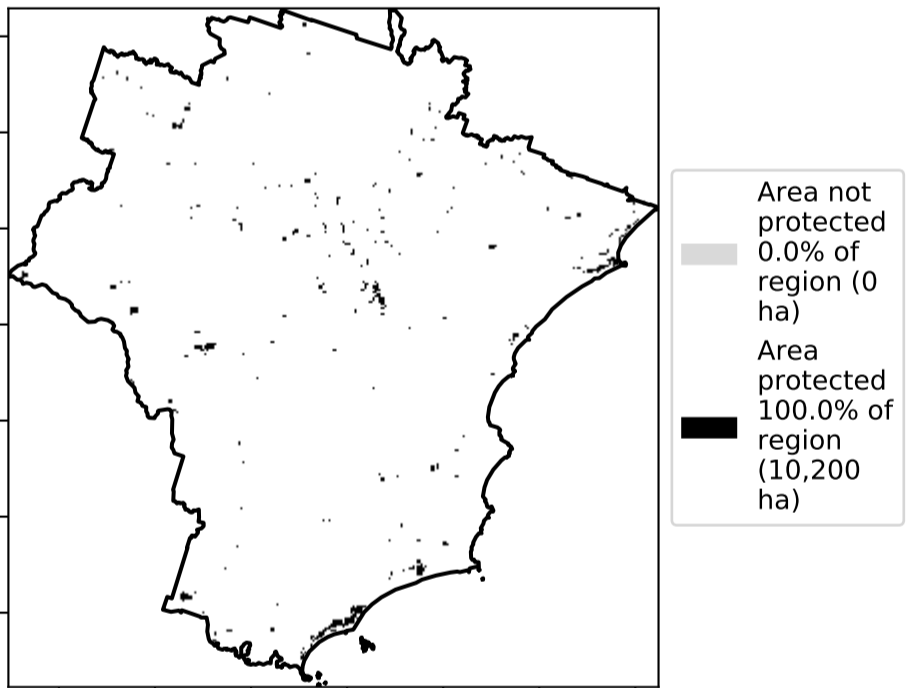 Area not
protected
0.0% of
region (0
ha)
Area
protected
100.0% of
region
(10,200
ha)